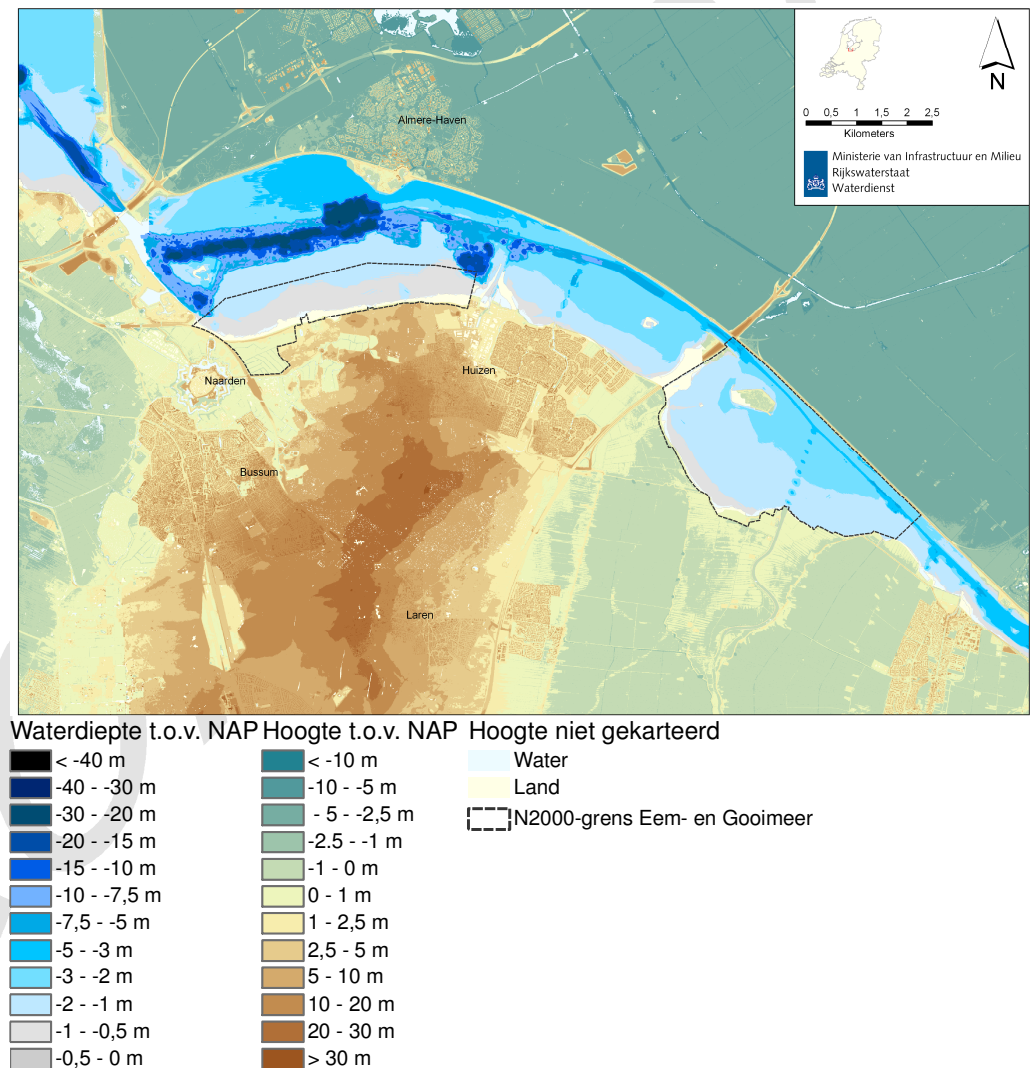 Almere-Haven
N
0 0,5 1 1,5 2 2,5
Kilometers
Ministerie van Infrastructuur en Milieu
Rijkswaterstaat
Waterdienst
Naarden
Huizen
Bussum
Laren
Waterdiepte t.o.v. NAP
< -40 m
-40 - -30 m
-30 - -20 m
-20 - -15 m
-15 - -10 m
-10 - -7,5 m
-7,5 - -5 m
-5 - -3 m
-3 - -2 m
-2 - -1 m
-1 - -0,5 m
-0,5 - 0 m
Hoogte t.o.v. NAP
< -10 m
-10 - -5 m
- 5 - -2,5 m
-2.5 - -1 m
-1 - 0 m
0 - 1 m
1 - 2,5 m
2,5 - 5 m
5 - 10 m
10 - 20 m
20 - 30 m
> 30 m
Hoogte niet gekarteerd
Water
Land
N2000-grens Eem- en Gooimeer